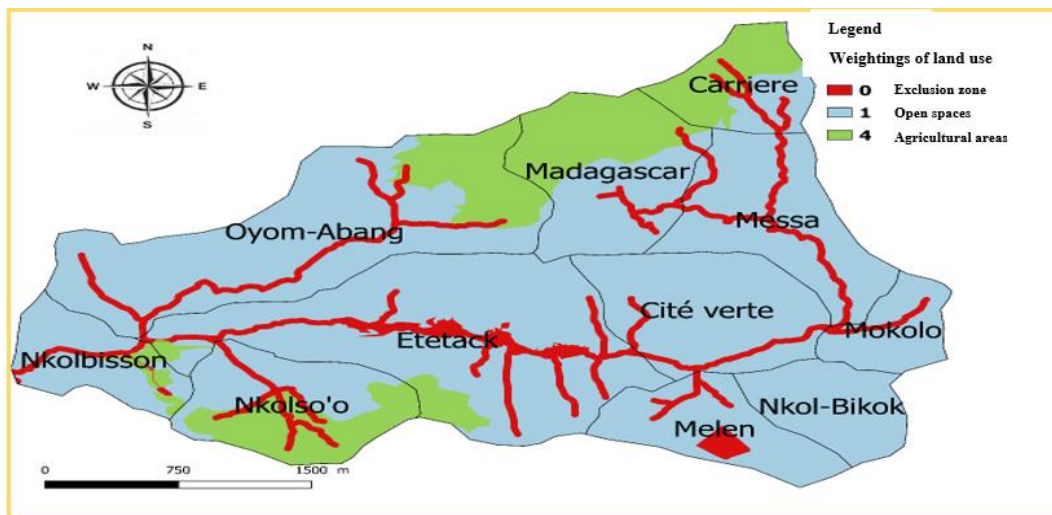 Legend
Weightings of land use
0 Exclusion zone
1 Open spaces
4 Agricultural areas
N
W E
S
Carriere
Madagascar
Messa
Oyom-Abang
Cité verte
Mokolo
Etetack
Nkolbisson
Nkolso'o
Nkol-Bikok
Melen
0 750 1500 m